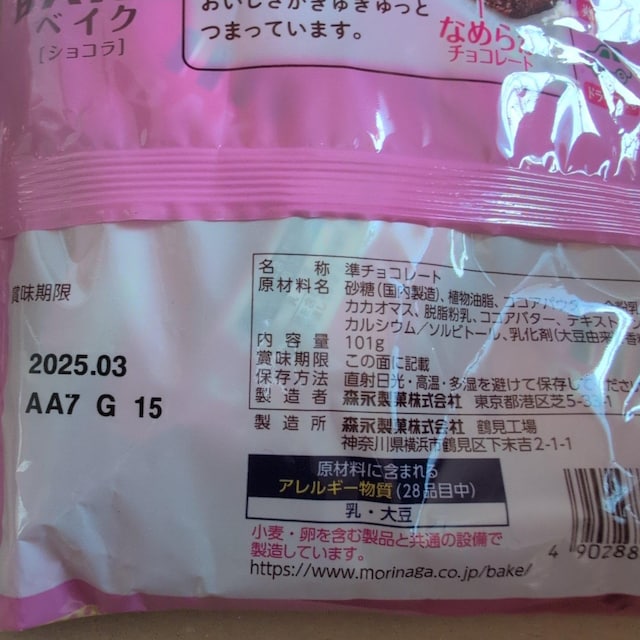 おいしさがぎゅぎゅっと
つまっています。
ベイク
[ショコラ]
なめらか
チョコレート
賞味期限
2025.03
AA7 G 15
名 称 準チョコレート
原材料名 砂糖(国内製造)、植物油脂、ココアパウダー、全粉乳
カカオマス、脱脂粉乳、ココアバター、デキスト
カルシウム/ソルビトール、乳化剤(大豆由来)、香料
内 容 量 101g
賞味期限 この面に記載
保存方法 直射日光・高温・多湿を避けて保存してください
製 造 者 森永製菓株式会社 東京都港区芝5-33-1
製 造 所 森永製菓株式会社 鶴見工場
神奈川県横浜市鶴見区下末吉2-1-1
原材料に含まれる
アレルギー物質(28品目中)
乳・大豆
小麦・卵を含む製品と共通の設備で
製造しています。
https://www.morinaga.co.jp/bake/
4 90288